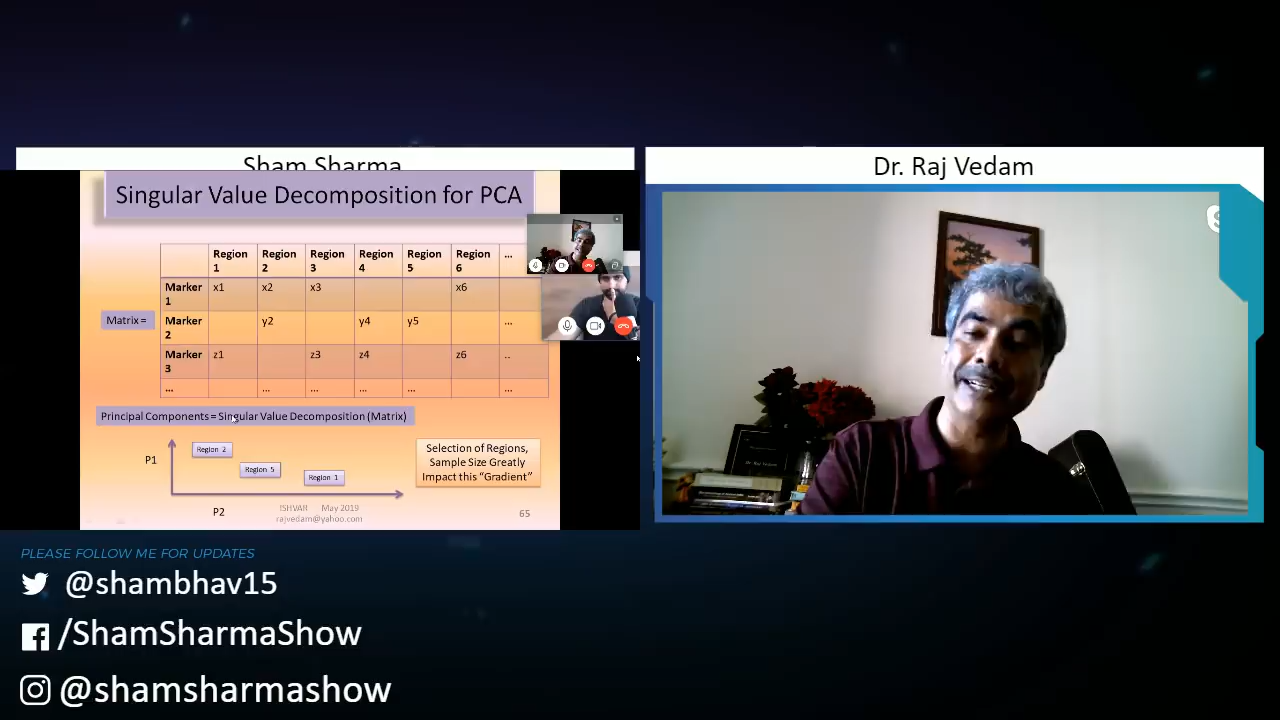 Sham Sharma
Dr. Raj Vedam
Singular Value Decomposition for PCA
Region 1 Region 2 Region 3 Region 4 Region 5 Region 6 ...
Matrix =
Marker 1 x1 x2 x3 x6
Marker 2 y2 y4 y5 ...
Marker 3 z1 z3 z4 z6 ..
... ... ... ... ... ...
Principal Components = Singular Value Decomposition (Matrix)
P1
Region 2
Region 5
Region 1
P2
Selection of Regions,
Sample Size Greatly
Impact this “Gradient”
ISHVAR May 2019
rajvedam@yahoo.com
65
PLEASE FOLLOW ME FOR UPDATES
@shambhav15
/ShamSharmaShow
@shamsharmashow